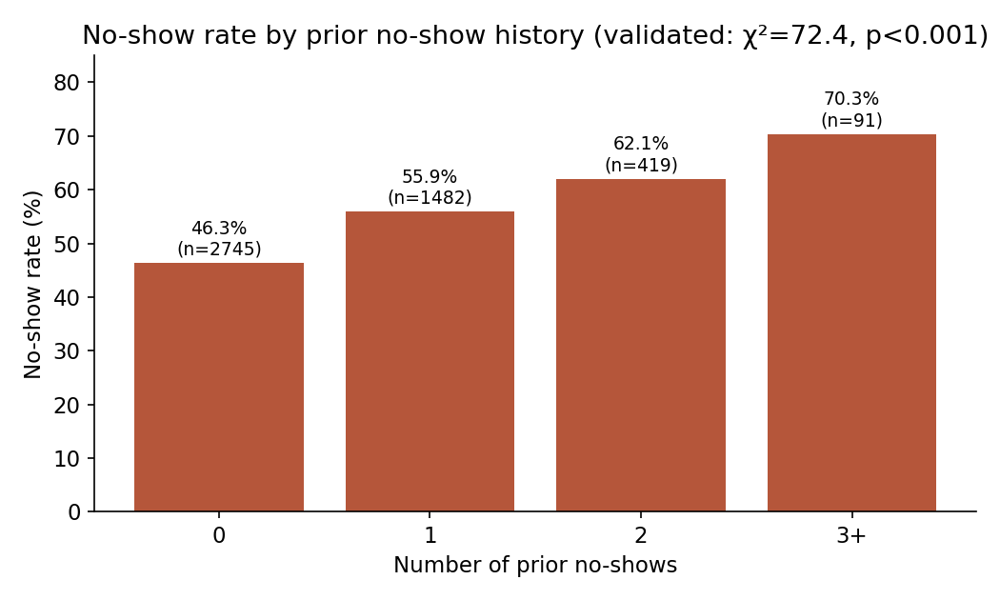 No-show rate by prior no-show history (validated: χ²=72.4, p<0.001)
80
70
60
50
40
30
20
10
0
No-show rate (%)
46.3%
(n=2745)
55.9%
(n=1482)
62.1%
(n=419)
70.3%
(n=91)
0
1
2
3+
Number of prior no-shows